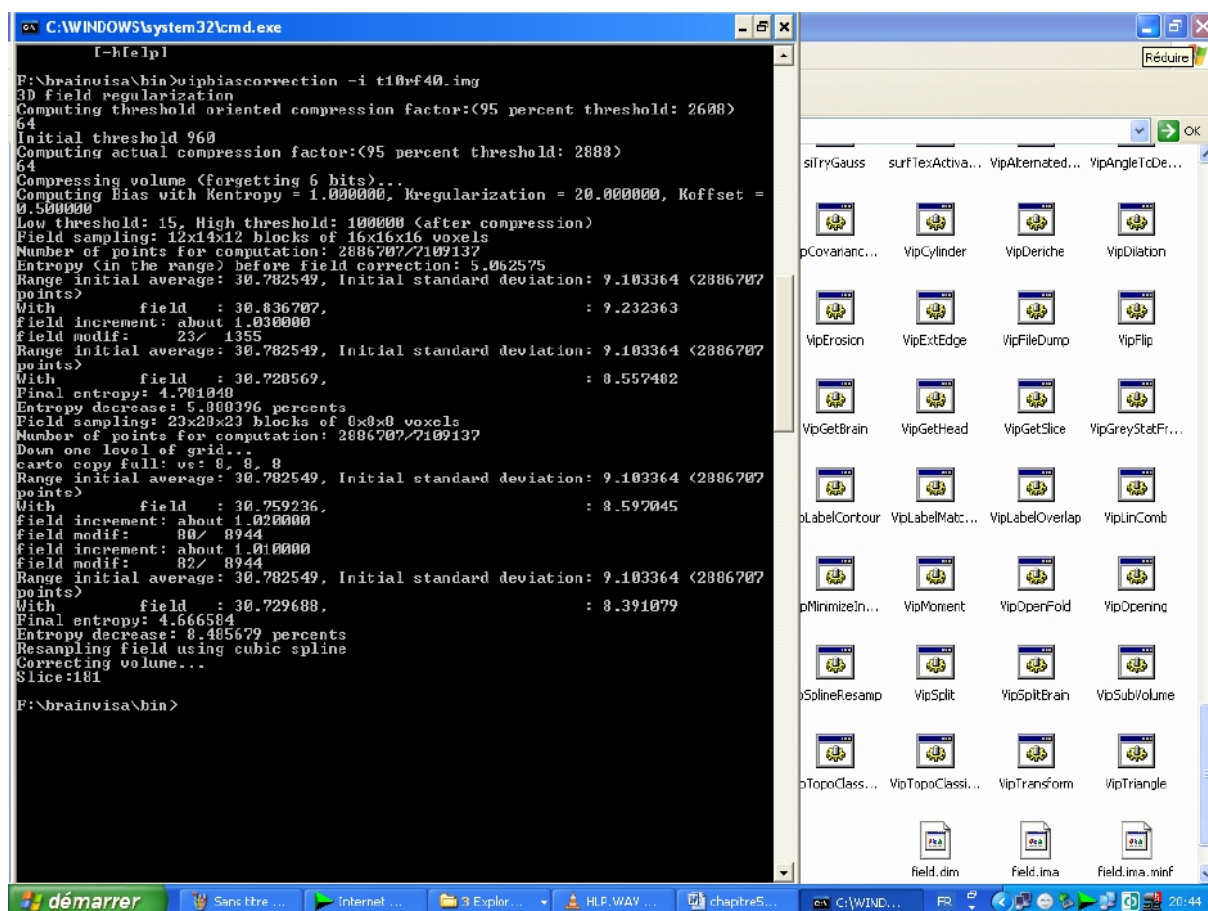 C:\WINDOWS\system32\cmd.exe
[-h[elp]
F:\brainvisa\bin>vipbiascorrection -i t10rf40.img
3D field regularization
Computing threshold oriented compression factor:(95 percent threshold: 2608)
64
Initial threshold 960
Computing actual compression factor:(95 percent threshold: 2888)
64
Compressing volume (forgetting 6 bits)...
Computing Bias with Kentropy = 1.000000, Kregularization = 20.000000, Koffset =
0.500000
Low threshold: 15, High threshold: 100000 (after compression)
Field sampling: 12x14x12 blocks of 16x16x16 voxels
Number of points for computation: 2886707/7109137
Entropy (in the range) before field correction: 5.062575
Range initial average: 30.782549, Initial standard deviation: 9.103364 (2886707
points)
With field : 30.836707, : 9.232363
field increment: about 1.030000
field modif: 23/ 1355
Range initial average: 30.782549, Initial standard deviation: 9.103364 (2886707
points)
With field : 30.728569, : 8.557482
Final entropy: 4.781048
Entropy decrease: 5.888396 percents
Field sampling: 23x28x23 blocks of 8x8x8 voxels
Number of points for computation: 2886707/7109137
Down one level of grid...
carto copy full: vs: 8, 8, 8
Range initial average: 30.782549, Initial standard deviation: 9.103364 (2886707
points)
With field : 30.759236, : 8.597045
field increment: about 1.020000
field modif: 80/ 8944
field increment: about 1.010000
field modif: 82/ 8944
Range initial average: 30.782549, Initial standard deviation: 9.103364 (2886707
points)
With field : 30.729688, : 8.391079
Final entropy: 4.666584
Entropy decrease: 8.485679 percents
Resampling field using cubic spline
Correcting volume...
Slice:181
F:\brainvisa\bin>
Réduire
OK
siTryGauss surfTexActiva... VipAlternated... VipAngleToDe...
pCovarianc... VipCylinder VipDeriche VipDilation
VipErosion VipExtEdge VipFileDump VipFlip
VipGetBrain VipGetHead VipGetSlice VipGreyStatFr...
pLabelContour VipLabelMatc... VipLabelOverlap VipLinComb
pMinimizeIn... VipMoment VipOpenFold VipOpening
pSplineResamp VipSplit VipSplitBrain VipSubVolume
pTopoClass... VipTopoClassi... VipTransform VipTriangle
field.dim field.ima field.ima.minf
démarrer Sans titre ... Internet ... 3 Explor... HLP.WAV ... chapitre5... C:\WIND... FR 20:44